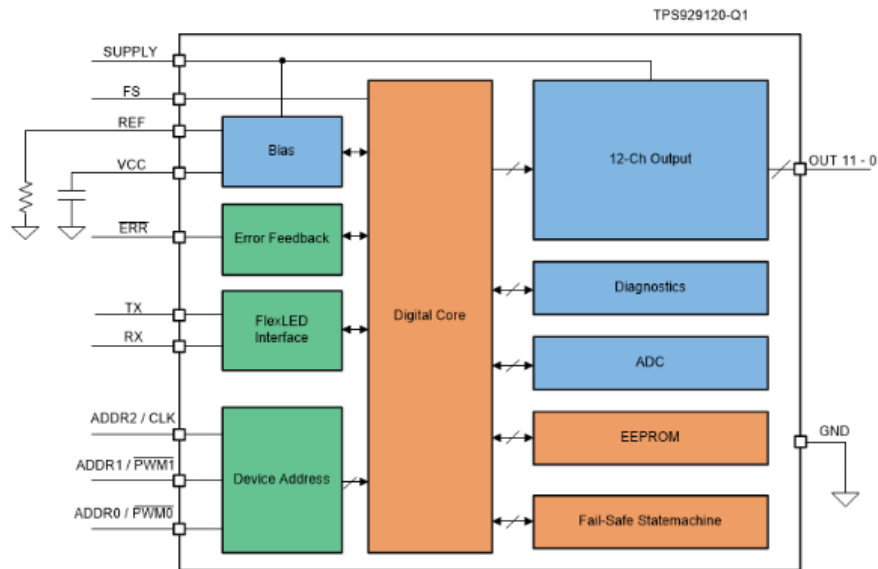 TPS929120-Q1
SUPPLY
FS
REF
VCC
ERR
TX
RX
ADDR2 / CLK
ADDR1 / PWM1
ADDR0 / PWM0
Bias
Error Feedback
FlexLED
Interface
Device Address
Digital Core
12-Ch Output
Diagnostics
ADC
EEPROM
Fail-Safe Statemachine
OUT 11 - 0
GND